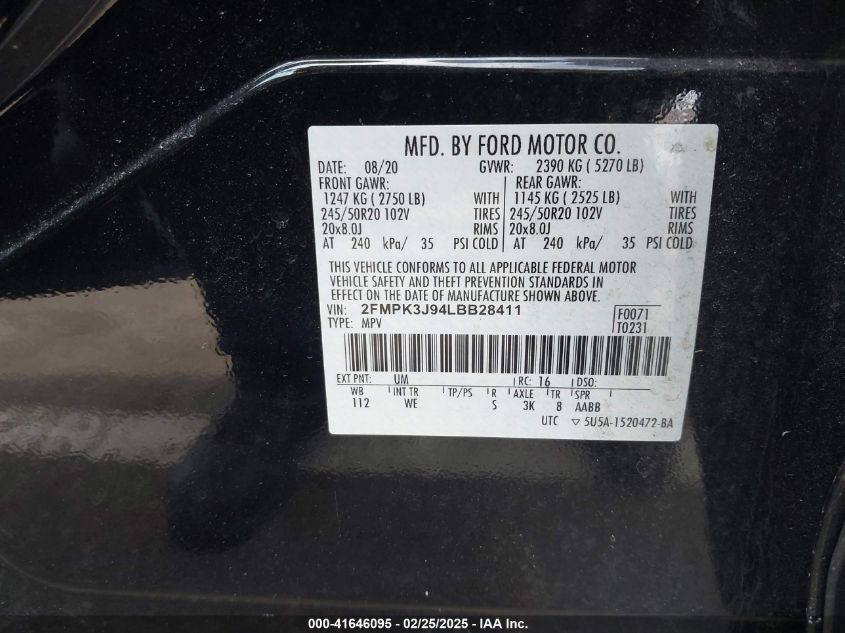 MFD. BY FORD MOTOR CO.
DATE: 08/20 GVWR: 2390 KG ( 5270 LB)
FRONT GAWR: REAR GAWR:
1247 KG ( 2750 LB) WITH 1145 KG ( 2525 LB) WITH
245/50R20 102V TIRES 245/50R20 102V TIRES
20x8.0J RIMS 20x8.0J RIMS
AT 240 kPa/ 35 PSI COLD AT 240 kPa/ 35 PSI COLD
THIS VEHICLE CONFORMS TO ALL APPLICABLE FEDERAL MOTOR
VEHICLE SAFETY AND THEFT PREVENTION STANDARDS IN
EFFECT ON THE DATE OF MANUFACTURE SHOWN ABOVE.
VIN: 2FMPK3J94LBB28411 F0071
TYPE: MPV T0231
EXT PNT: UM RC: 16 DSO:
WB INT TR TP/PS R AXLE TR SPR
112 WE S 3K 8 AABB
UTC ▽ 5U5A-1520472-BA
000-41646095 - 02/25/2025 - IAA Inc.